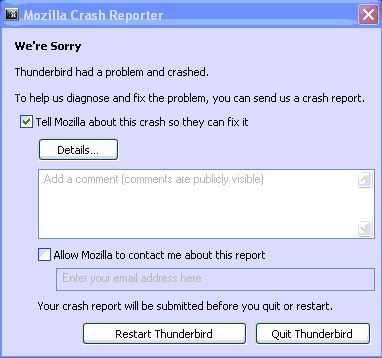 Mozilla Crash Reporter
We're Sorry
Thunderbird had a problem and crashed.
To help us diagnose and fix the problem, you can send us a crash report.
Tell Mozilla about this crash so they can fix it
Details...
Add a comment (comments are publicly visible)
Allow Mozilla to contact me about this report
Enter your email address here
Your crash report will be submitted before you quit or restart.
Restart Thunderbird Quit Thunderbird